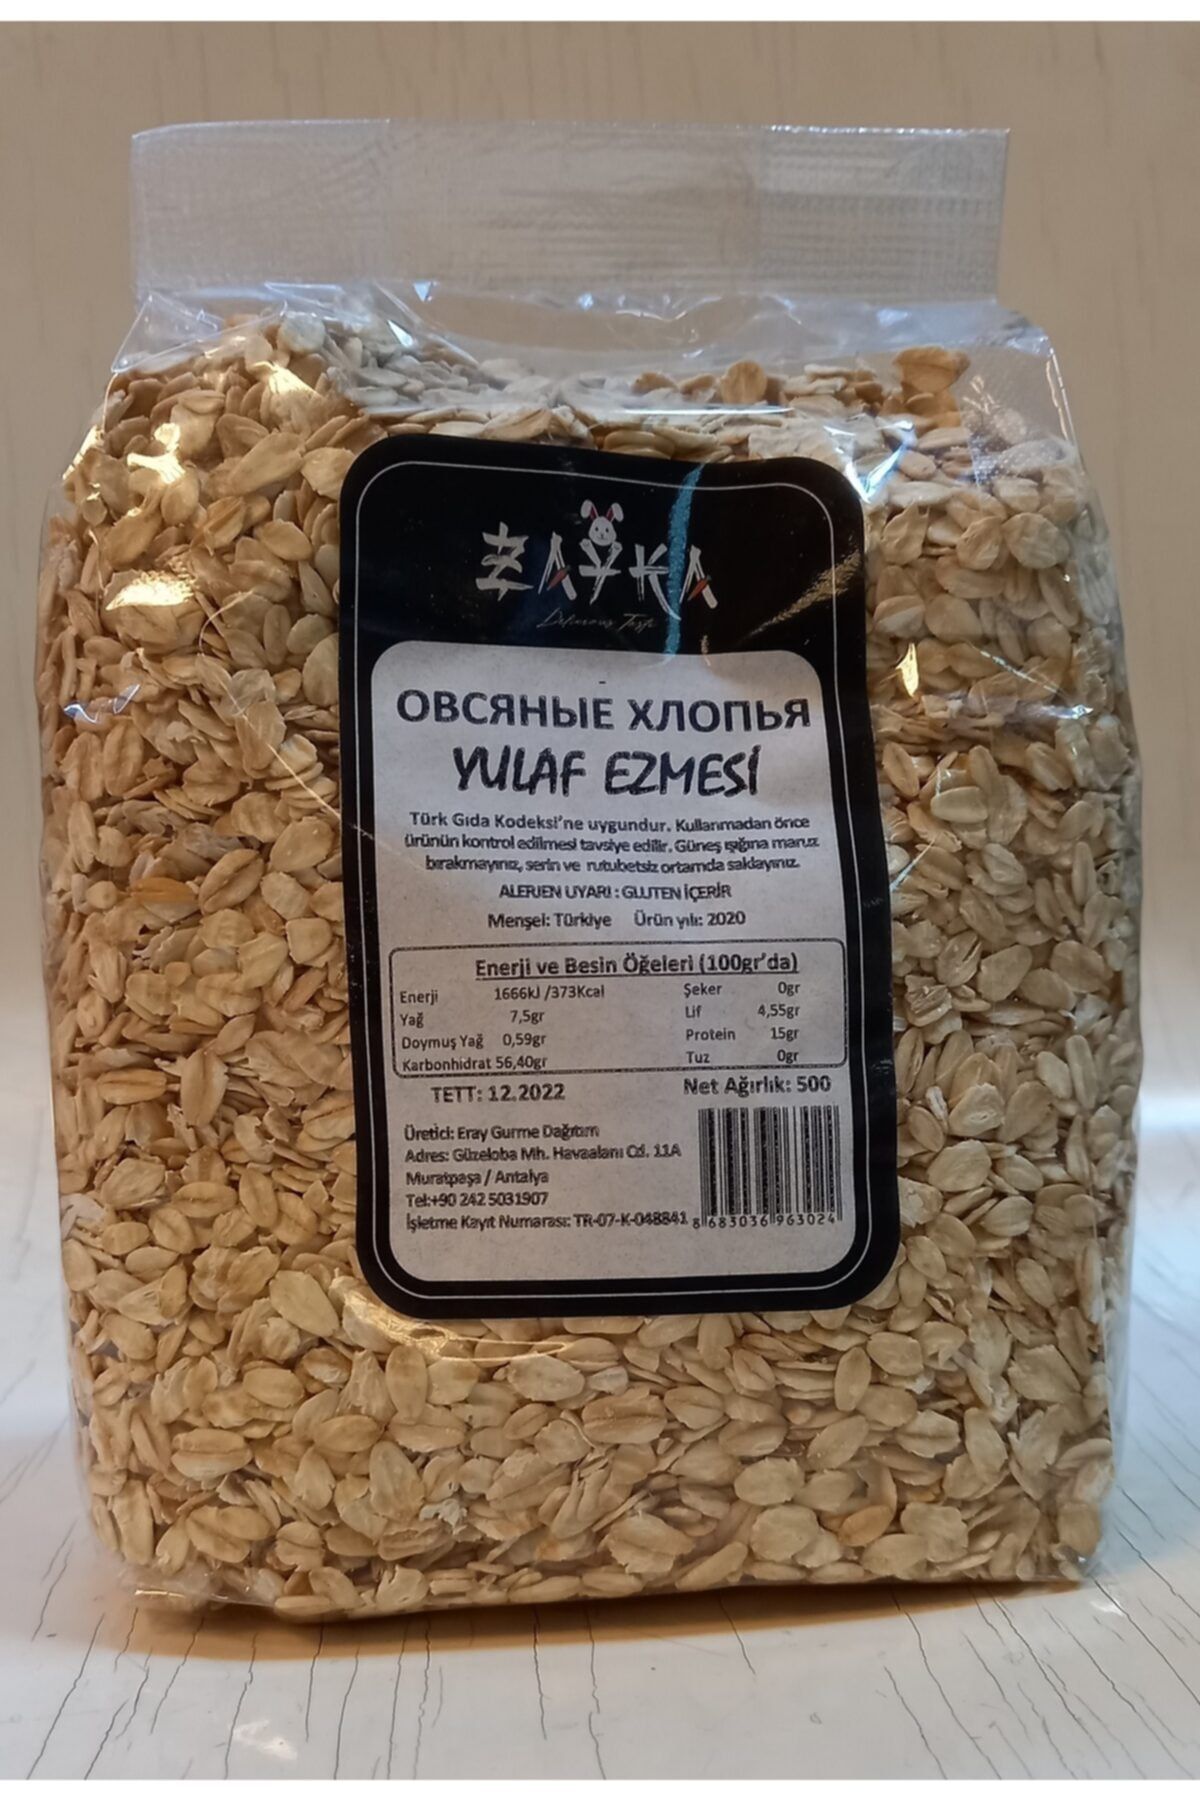 ZAYKA
Delicious Taste
ОВСЯНЫЕ ХЛОПЬЯ
YULAF EZMESİ
Türk Gıda Kodeksi'ne uygundur. Kullanmadan önce
ürünün kontrol edilmesi tavsiye edilir. Güneş ışığına maruz
bırakmayınız, serin ve rutubetsiz ortamda saklayınız.
ALERJEN UYARI : GLUTEN İÇERİR
Menşei: Türkiye Ürün yılı: 2020
Enerji ve Besin Öğeleri (100gr'da)
Enerji 1666kJ /373Kcal Şeker 0gr
Yağ 7,5gr Lif 4,55gr
Doymuş Yağ 0,59gr Protein 15gr
Karbonhidrat 56,40gr Tuz 0gr
TETT: 12.2022 Net Ağırlık: 500
Üretici: Eray Gurme Dağıtım
Adres: Güzeloba Mh. Havaalanı Cd. 11A
Muratpaşa / Antalya
Tel:+90 242 5031907
İşletme Kayıt Numarası: TR-07-K-048841
8 683036 963024